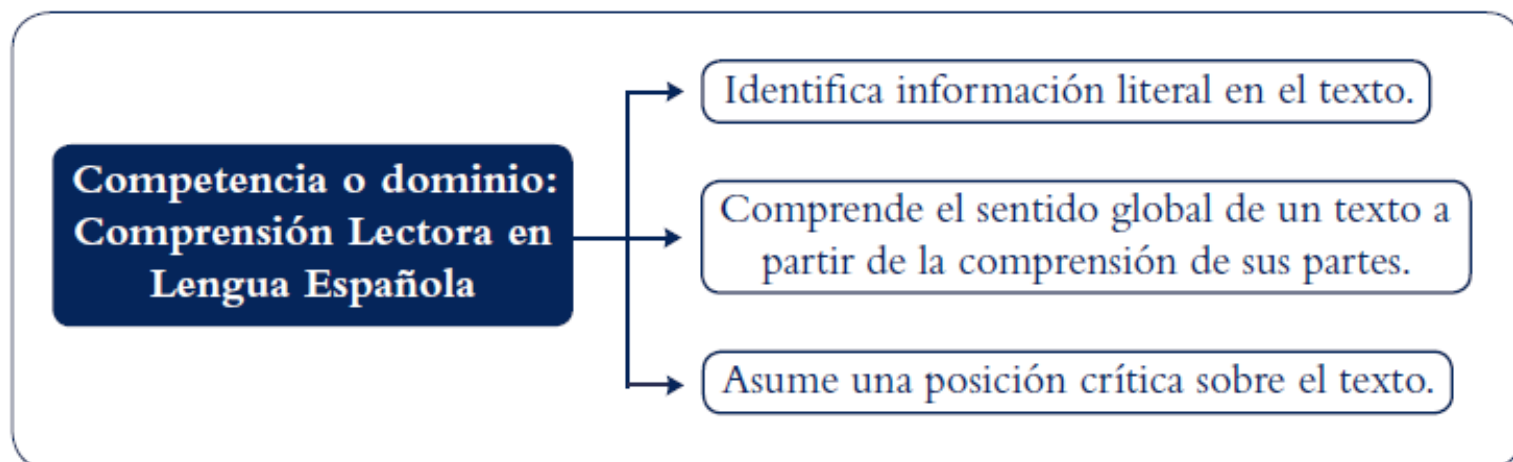 Competencia o dominio:
Comprensión Lectora en
Lengua Española
Identifica información literal en el texto.
Comprende el sentido global de un texto a
partir de la comprensión de sus partes.
Asume una posición crítica sobre el texto.